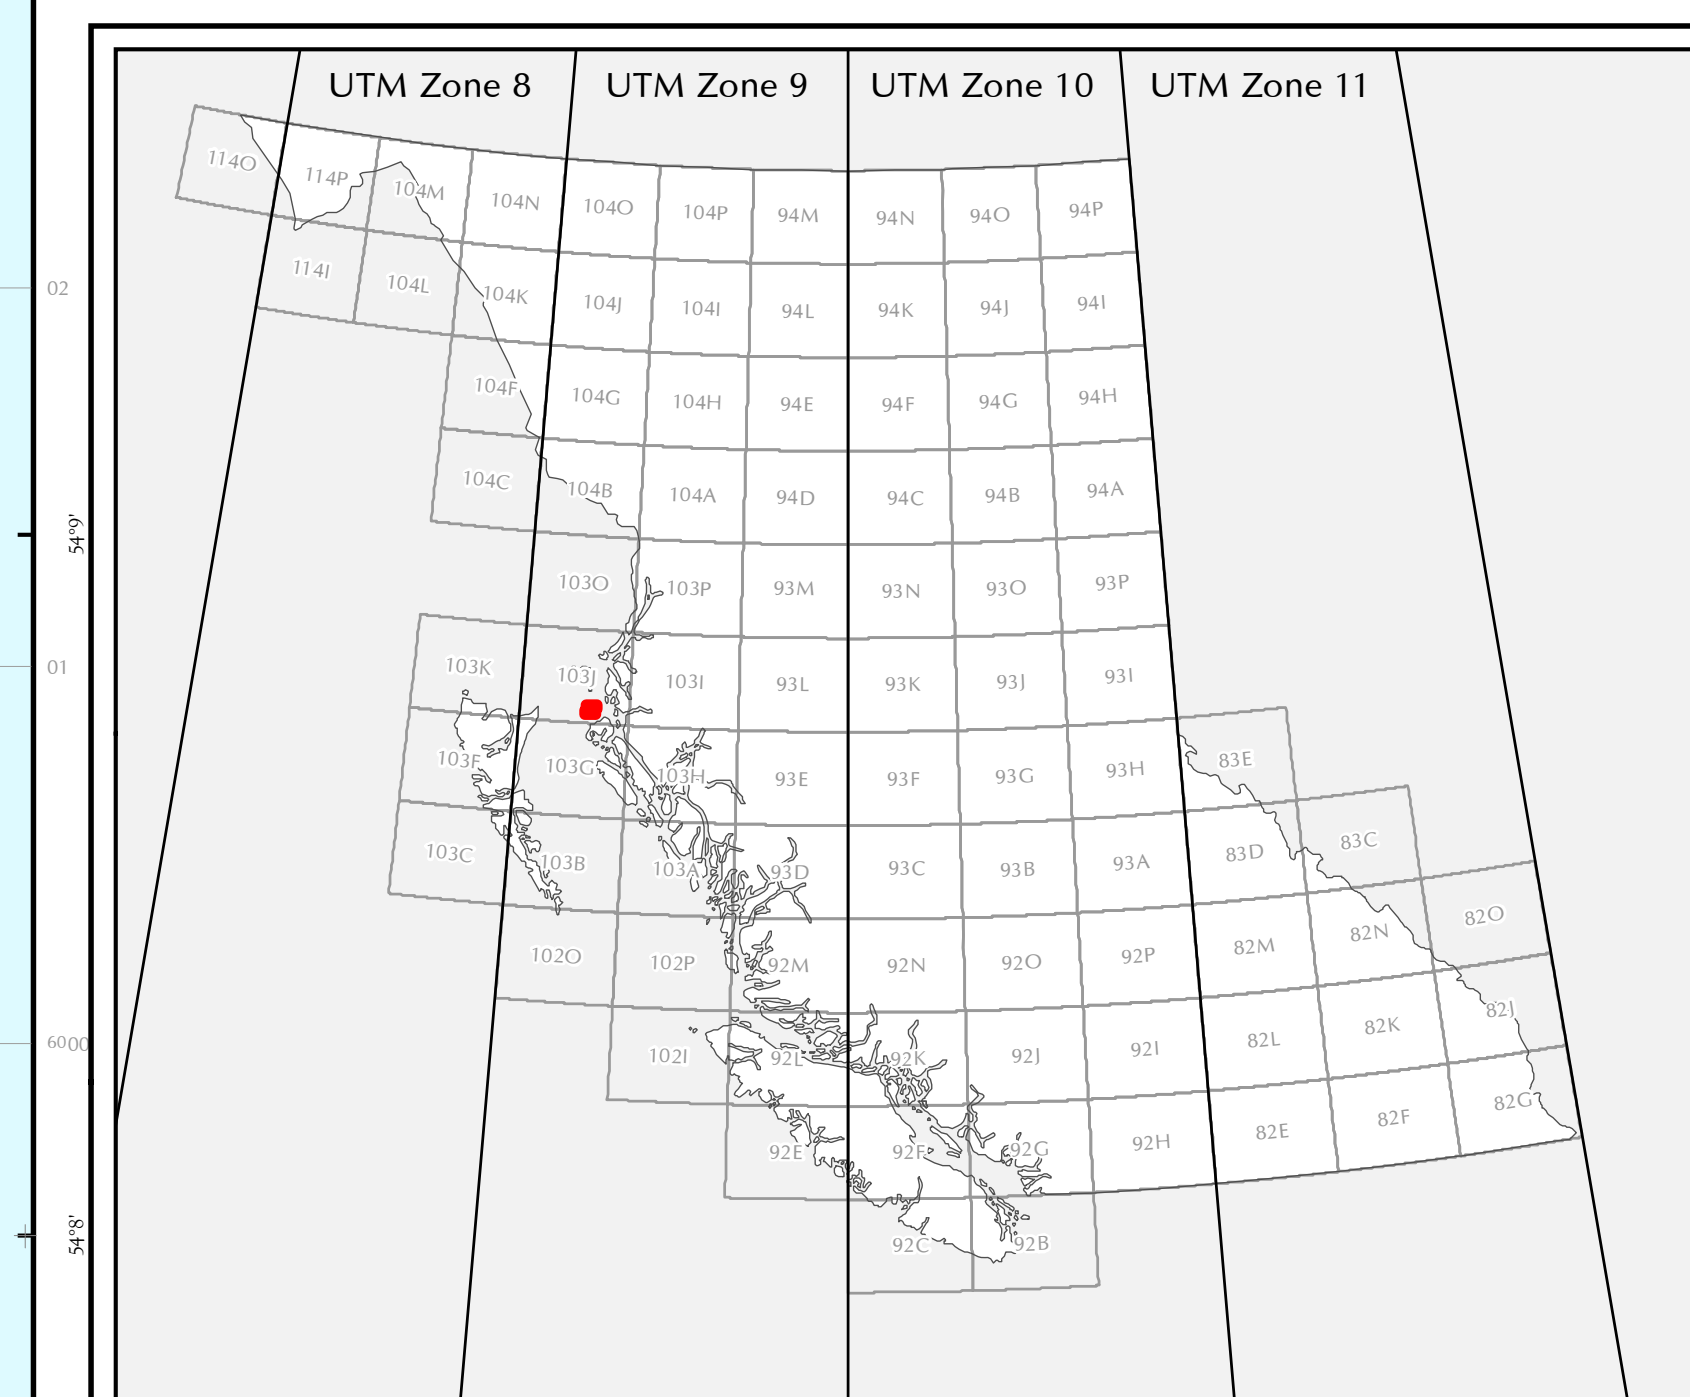 UTM Zone 8 UTM Zone 9 UTM Zone 10 UTM Zone 11
114O 114P 104M 104N 104O 104P 94M 94N 94O 94P
114I 104L 104K 104J 104I 94L 94K 94J 94I
02
104F 104G 104H 94E 94F 94G 94H
104C 104B 104A 94D 94C 94B 94A
54°9'
103O 103P 93M 93N 93O 93P
01
103K 103J 103I 93L 93K 93J 93I
103F 103G 103H 93E 93F 93G 93H 83E
103C 103B 103A 93D 93C 93B 93A 83D 83C
102O 102P 92M 92N 92O 92P 82M 82N 82O
6000
102I 92L 92K 92J 92I 82L 82K 82J
92E 92F 92G 92H 82E 82F 82G
54°8'
92C 92B